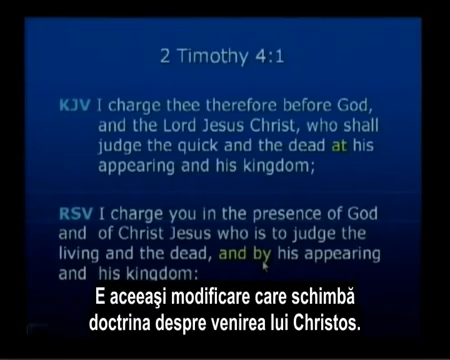 2 Timothy 4:1
KJV I charge thee therefore before God,
and the Lord Jesus Christ, who shall
judge the quick and the dead at his
appearing and his kingdom;
RSV I charge you in the presence of God
and of Christ Jesus who is to judge the
living and the dead, and by his appearing
and his kingdom:
E aceeaşi modificare care schimbă
doctrina despre venirea lui Christos.